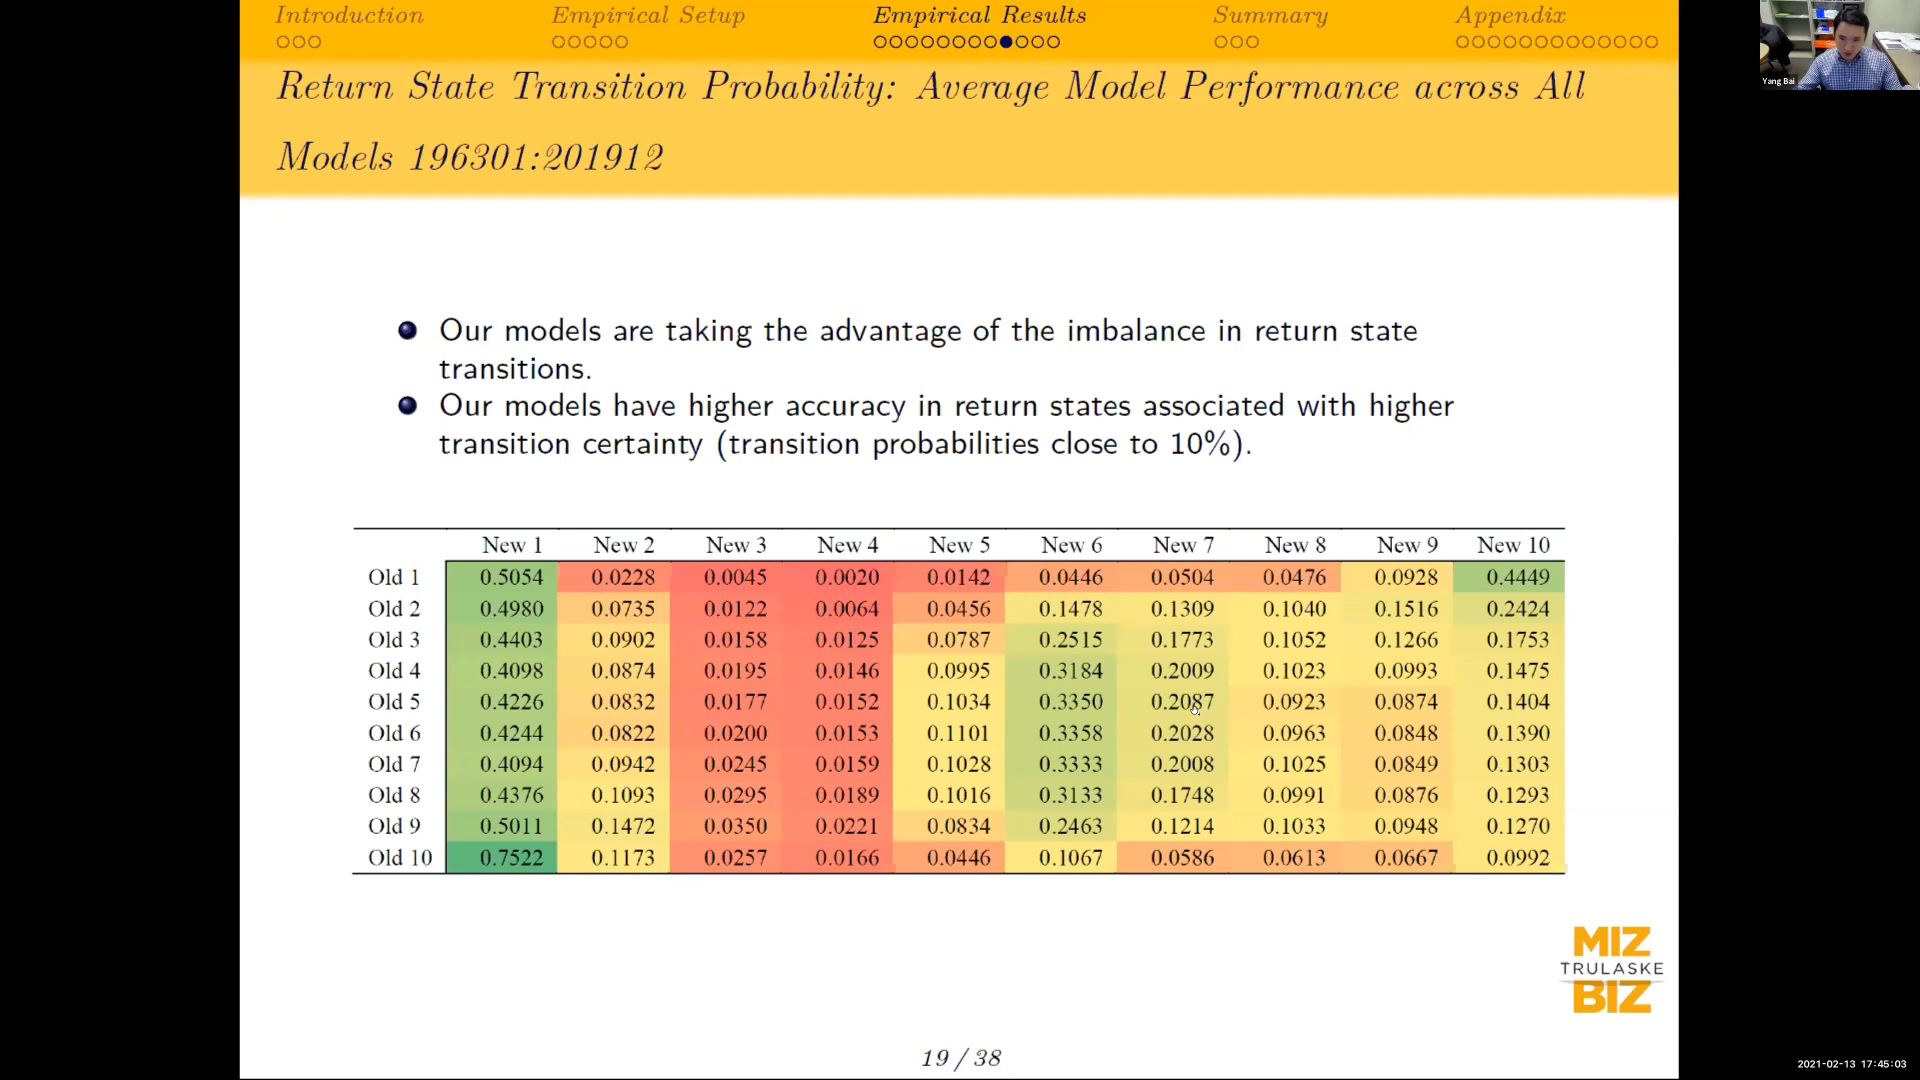 Introduction Empirical Setup Empirical Results Summary Appendix
Return State Transition Probability: Average Model Performance across All
Models 196301:201912
Yang Bai
Our models are taking the advantage of the imbalance in return state
transitions.
Our models have higher accuracy in return states associated with higher
transition certainty (transition probabilities close to 10%).
New 1 New 2 New 3 New 4 New 5 New 6 New 7 New 8 New 9 New 10
Old 1 0.5054 0.0228 0.0045 0.0020 0.0142 0.0446 0.0504 0.0476 0.0928 0.4449
Old 2 0.4980 0.0735 0.0122 0.0064 0.0456 0.1478 0.1309 0.1040 0.1516 0.2424
Old 3 0.4403 0.0902 0.0158 0.0125 0.0787 0.2515 0.1773 0.1052 0.1266 0.1753
Old 4 0.4098 0.0874 0.0195 0.0146 0.0995 0.3184 0.2009 0.1023 0.0993 0.1475
Old 5 0.4226 0.0832 0.0177 0.0152 0.1034 0.3350 0.2087 0.0923 0.0874 0.1404
Old 6 0.4244 0.0822 0.0200 0.0153 0.1101 0.3358 0.2028 0.0963 0.0848 0.1390
Old 7 0.4094 0.0942 0.0245 0.0159 0.1028 0.3333 0.2008 0.1025 0.0849 0.1303
Old 8 0.4376 0.1093 0.0295 0.0189 0.1016 0.3133 0.1748 0.0991 0.0876 0.1293
Old 9 0.5011 0.1472 0.0350 0.0221 0.0834 0.2463 0.1214 0.1033 0.0948 0.1270
Old 10 0.7522 0.1173 0.0257 0.0166 0.0446 0.1067 0.0586 0.0613 0.0667 0.0992
MIZ
TRULASKE
BIZ
19 / 38
2021-02-13 17:45:03